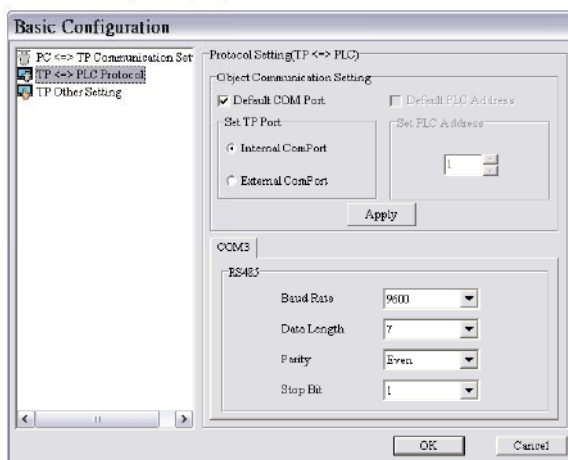 Basic Configuration
PC <=> TP Communication Set
TP <=> PLC Protocol
TP Other Setting
Protocol Setting(TP <=> PLC)
Object Communication Setting
Default COM Port
Default PLC Address
Set TP Port
Internal ComPort
External ComPort
Set PLC Address
1
Apply
COM3
RS485
Baud Rate 9600
Data Length 7
Parity Even
Stop Bit 1
OK Cancel